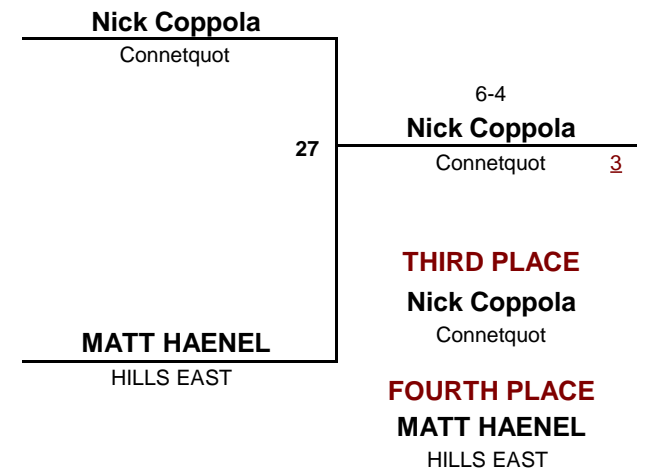 Nick Coppola
Connetquot
6-4
Nick Coppola
27
Connetquot 3
THIRD PLACE
Nick Coppola
Connetquot
MATT HAENEL
HILLS EAST
FOURTH PLACE
MATT HAENEL
HILLS EAST